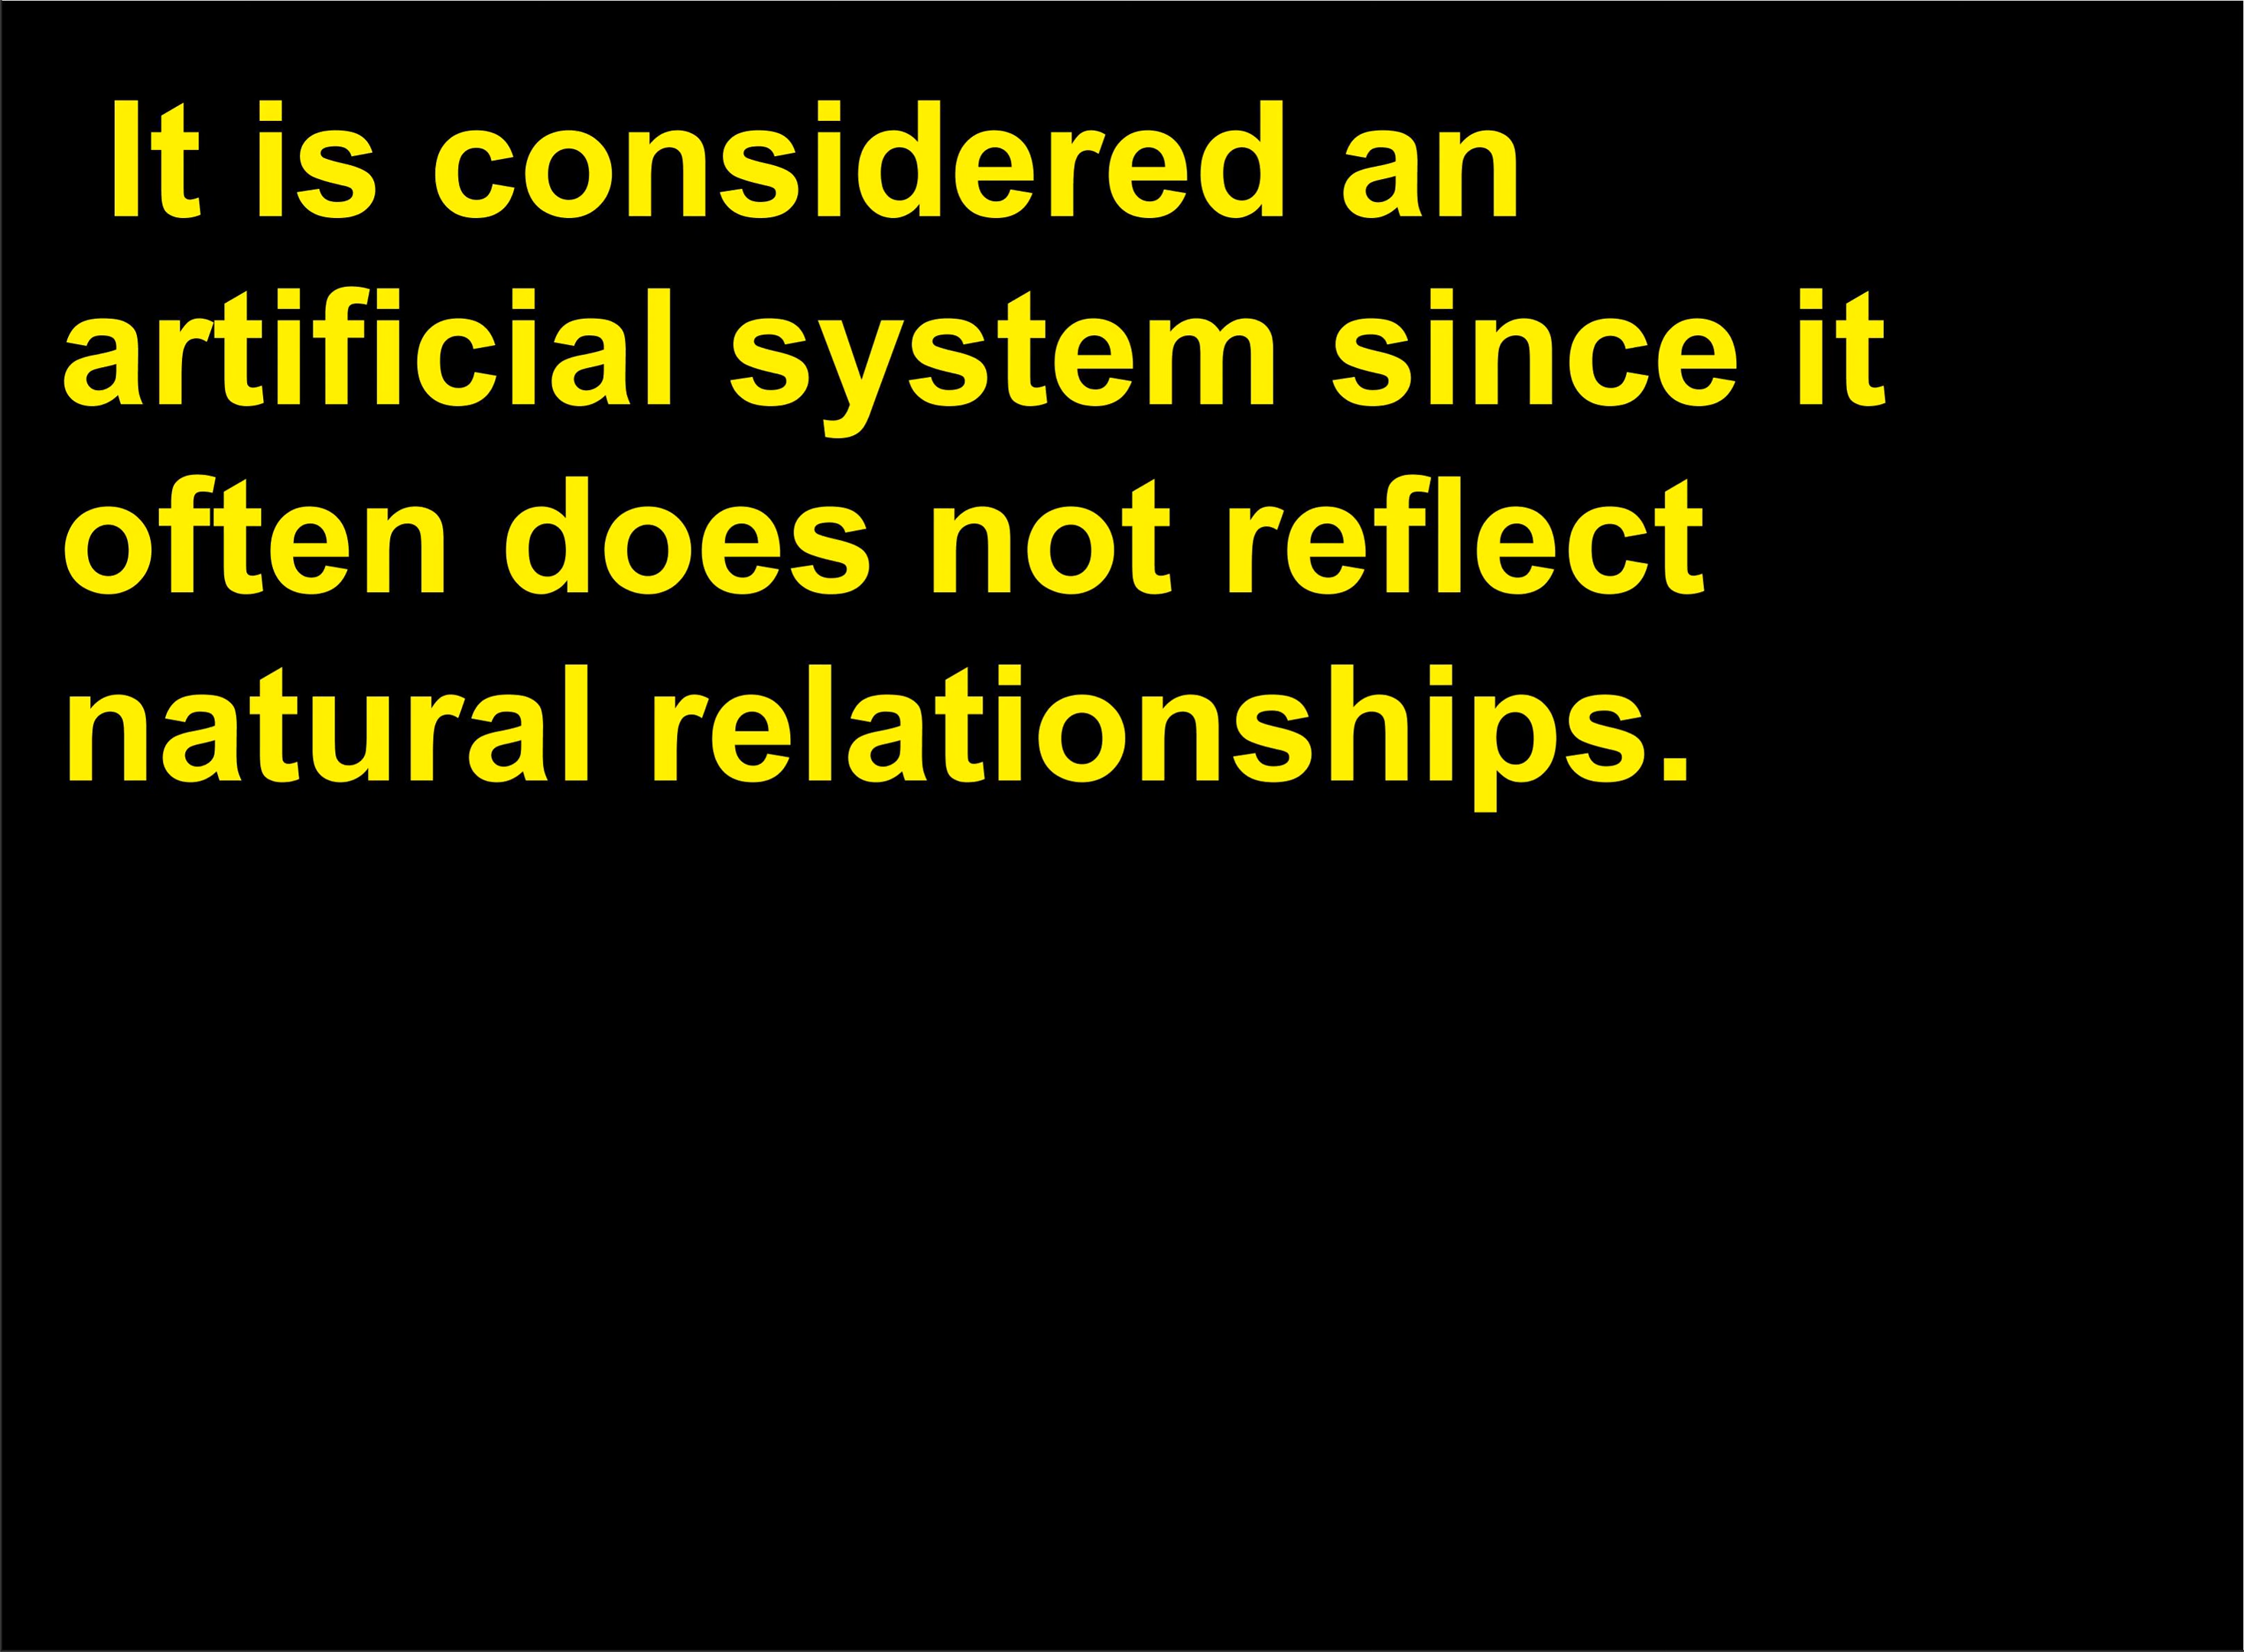 It is considered an
artificial system since it
often does not reflect
natural relationships.